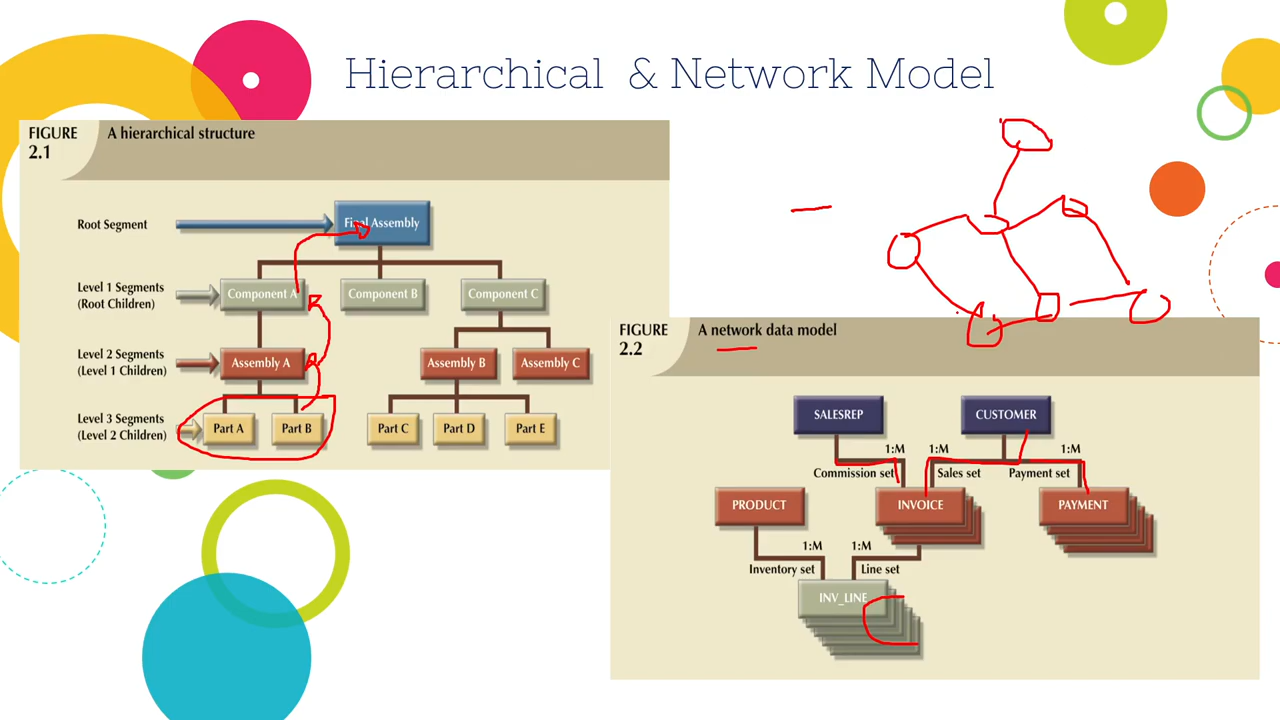 Hierarchical & Network Model
FIGURE 2.1
A hierarchical structure
Root Segment
Final Assembly
Level 1 Segments
(Root Children)
Component A
Component B
Component C
Level 2 Segments
(Level 1 Children)
Assembly A
Assembly B
Assembly C
Level 3 Segments
(Level 2 Children)
Part A
Part B
Part C
Part D
Part E
FIGURE 2.2
A network data model
SALESREP
CUSTOMER
1:M
1:M
1:M
Commission set
Sales set
Payment set
PRODUCT
INVOICE
PAYMENT
1:M
1:M
Inventory set
Line set
INV_LINE